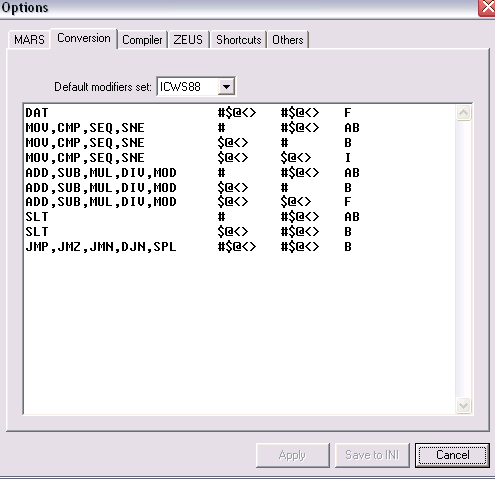 Options
MARS Conversion Compiler ZEUS Shortcuts Others
Default modifiers set: ICWS88
DAT #$@<> #$@<> F
MOV,CMP,SEQ,SNE # #$@<> AB
MOV,CMP,SEQ,SNE $@<> # B
MOV,CMP,SEQ,SNE $@<> $@<> I
ADD,SUB,MUL,DIV,MOD # #$@<> AB
ADD,SUB,MUL,DIV,MOD $@<> # B
ADD,SUB,MUL,DIV,MOD $@<> $@<> F
SLT # #$@<> AB
SLT $@<> #$@<> B
JMP,JMZ,JMN,DJN,SPL #$@<> #$@<> B
Apply Save to INI Cancel